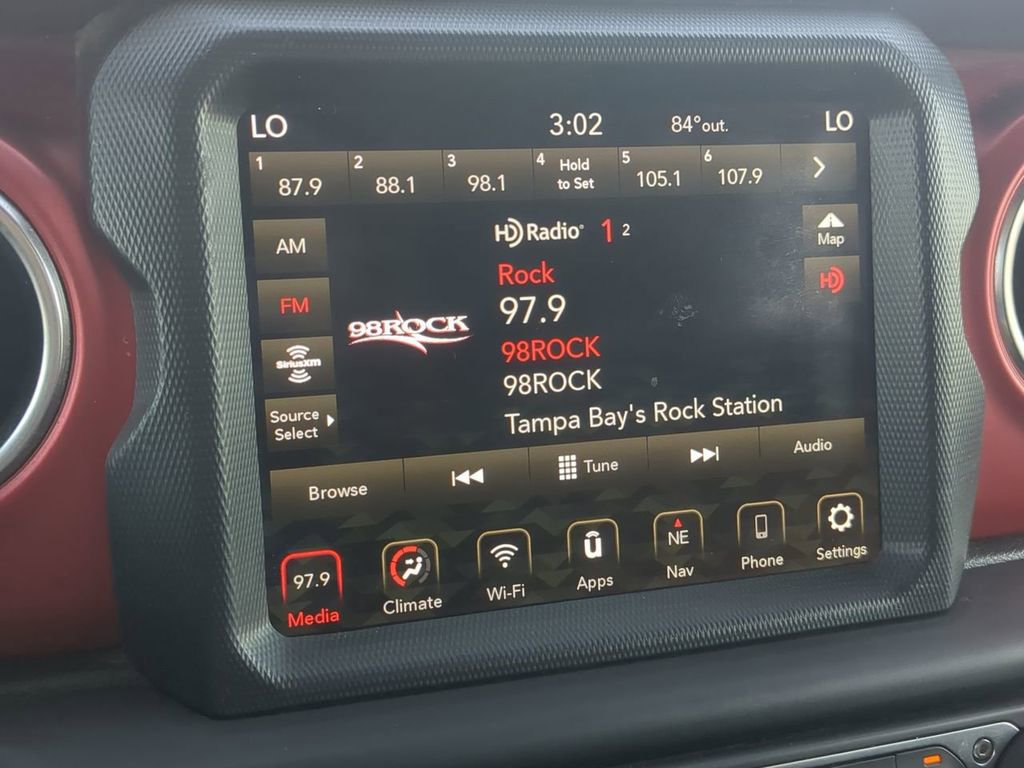 LO 3:02 84°out. LO
1 87.9 2 88.1 3 98.1 4 Hold to Set 5 105.1 6 107.9
AM
HD Radio 1 2
Map
FM
Rock
HD
97.9
98ROCK
SiriusXM
98ROCK
98ROCK
Source
Select
Tampa Bay's Rock Station
Browse Tune Audio
97.9 û NE
Media Climate Wi-Fi Apps Nav Phone Settings